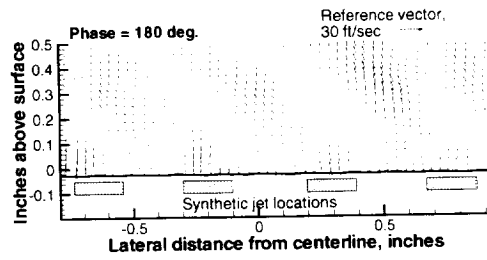 Phase = 180 deg.
Reference vector,
30 ft/sec
Inches above surface
0.5
0.4
0.3
0.2
0.1
0
-0.1
Synthetic jet locations
-0.5
0
0.5
Lateral distance from centerline, inches